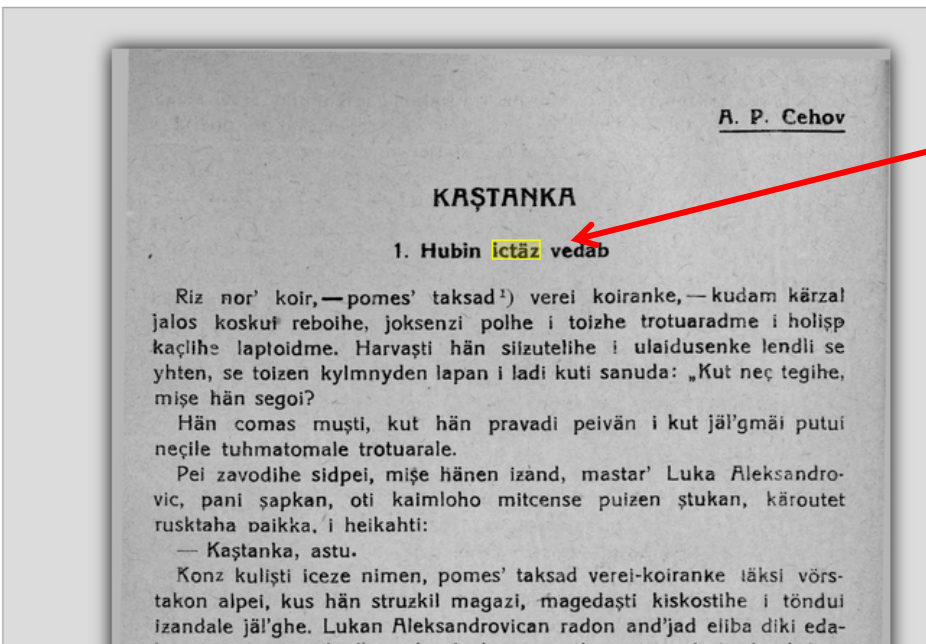 A. P. Cehov
KAŞTANKA
1. Hubin ictäz vedab
Riz nor' koir,—pomes' taksad¹) verei koiranke,—kudam kärzal
jalos koskui reboihe, joksenzi polhe i toizhe trotuaradme i holişp
kaçlihe laptoidme. Harvaşti hän siizutelihe i ulaidusenke lendli se
yhten, se toizen kylmnyden lapan i ladi kuti sanuda: „Kut neç tegihe,
mişe hän segoi?
Hän comas muşti, kut hän pravadi peivän i kut jäl'gmäi putui
neçile tuhmatomale trotuarale.
Pei zavodihe sidpei, mişe hänen izand, mastar' Luka Aleksandro-
vic, pani şapkan, oti kaimloho mitcense puizen ştukan, käroutet
rusktaha paikka, i heikahti:
— Kaştanka, astu.
Konz kulişti iceze nimen, pomes' taksad verei-koiranke läksi vörs-
takon alpei, kus hän struzkil magazi, magedaşti kiskostihe i töndui
izandale jäl'ghe. Lukan Aleksandrovican radon and'jad eliba diki eda-